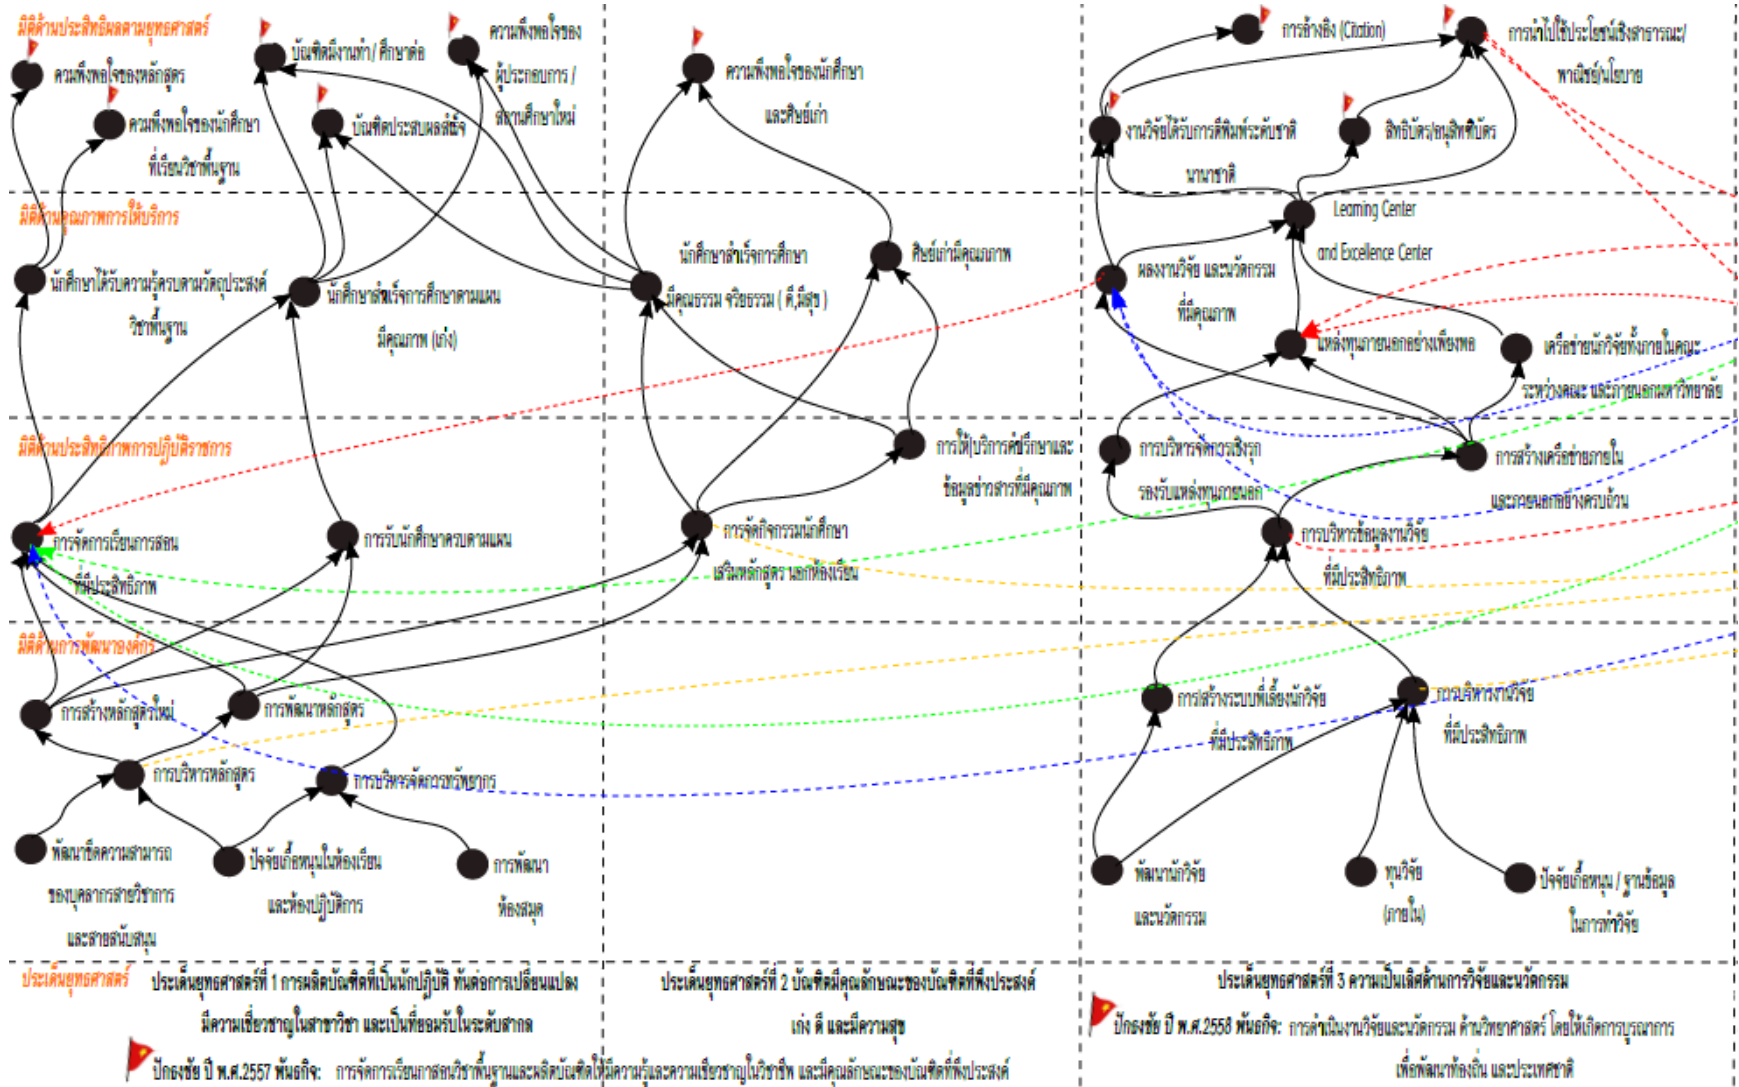 มิติด้านประสิทธิผลตามยุทธศาสตร์
ความพึงพอใจของหลักสูตร
ความพึงพอใจของนักศึกษา
ที่เรียนวิชาพื้นฐาน
บัณฑิตมีงานทำ/ ศึกษาต่อ
บัณฑิตประสบผลสำเร็จ
ความพึงพอใจของ
ผู้ประกอบการ /
สถานศึกษาใหม่
ความพึงพอใจของนักศึกษา
และศิษย์เก่า
การอ้างอิง (Citation)
การนำไปใช้ประโยชน์เชิงสาธารณะ/
พาณิชย์/นโยบาย
งานวิจัยได้รับการตีพิมพ์ระดับชาติ
นานาชาติ
สิทธิบัตร/อนุสิทธิบัตร
มิติด้านคุณภาพการให้บริการ
นักศึกษาได้รับความรู้ครบตามวัตถุประสงค์
วิชาพื้นฐาน
นักศึกษาสำเร็จการศึกษาตามแผน
มีคุณภาพ (เก่ง)
นักศึกษาสำเร็จการศึกษา
มีคุณธรรม จริยธรรม ( ดี,มีสุข )
ศิษย์เก่ามีคุณภภาพ
Learning Center
and Excellence Center
ผลงานวิจัย และนวัตกรรม
ที่มีคุณภาพ
แหล่งทุนภายนอกอย่างเพียงพอ
เครือข่ายนักวิจัยทั้งภายในคณะ
ระหว่างคณะ และภายนอกมหาวิทยาลัย
มิติด้านประสิทธิภาพการปฏิบัติราชการ
การจัดการเรียนการสอน
ที่มีประสิทธิภาพ
การรับนักศึกษาครบตามแผน
การให้บริการคำปรึกษาและ
ข้อมูลข่าวสารที่มีคุณภาพ
การจัดกิจกรรมนักศึกษา
เสริมหลักสูตร นอกห้องเรียน
การบริหารจัดการเชิงรุก
รองรับแหล่งทุนภายนอก
การสร้างเครือข่ายภายใน
และภายนอกอย่างครบถ้วน
การบริหารข้อมูลงานวิจัย
ที่มีประสิทธิภาพ
มิติด้านการพัฒนาองค์กร
การสร้างหลักสูตรใหม่
การพัฒนาหลักสูตร
การบริหารหลักสูตร
การบริหารจัดการทรัพยากร
พัฒนาขีดความสามารถ
ของบุคลากรสายวิชาการ
และสายสนับสนุน
ปัจจัยเกื้อหนุนในห้องเรียน
และห้องปฏิบัติการ
การพัฒนา
ห้องสมุด
การสร้างระบบพี่เลี้ยงนักวิจัย
ที่มีประสิทธิภาพ
การบริหารงานวิจัย
ที่มีประสิทธิภาพ
พัฒนานักวิจัย
และนวัตกรรม
ทุนวิจัย
(ภายใน)
ปัจจัยเกื้อหนุน / ฐานข้อมูล
ในการทำวิจัย
ประเด็นยุทธศาสตร์
ประเด็นยุทธศาสตร์ที่ 1 การผลิตบัณฑิตที่เป็นนักปฏิบัติ ทันต่อการเปลี่ยนแปลง
มีความเชี่ยวชาญในสาขาวิชา และเป็นที่ยอมรับในระดับสากล
ประเด็นยุทธศาสตร์ที่ 2 บัณฑิตมีคุณลักษณะของบัณฑิตที่พึงประสงค์
เก่ง ดี และมีความสุข
ประเด็นยุทธศาสตร์ที่ 3 ความเป็นเลิศด้านการวิจัยและนวัตกรรม
ปักธงชัย ปี พ.ศ.2558 พันธกิจ: การดำเนินงานวิจัยและนวัตกรรม ด้านวิทยาศาสตร์ โดยให้เกิดการบูรณาการ
เพื่อพัฒนาท้องถิ่น และประเทศชาติ
ปักธงชัย ปี พ.ศ.2557 พันธกิจ: การจัดการเรียนกาสอนวิชาพื้นฐานและผลิตบัณฑิตให้มีความรู้และความเชี่ยวชาญในวิชาชีพ และมีคุณลักษณะของบัณฑิตที่พึงประสงค์